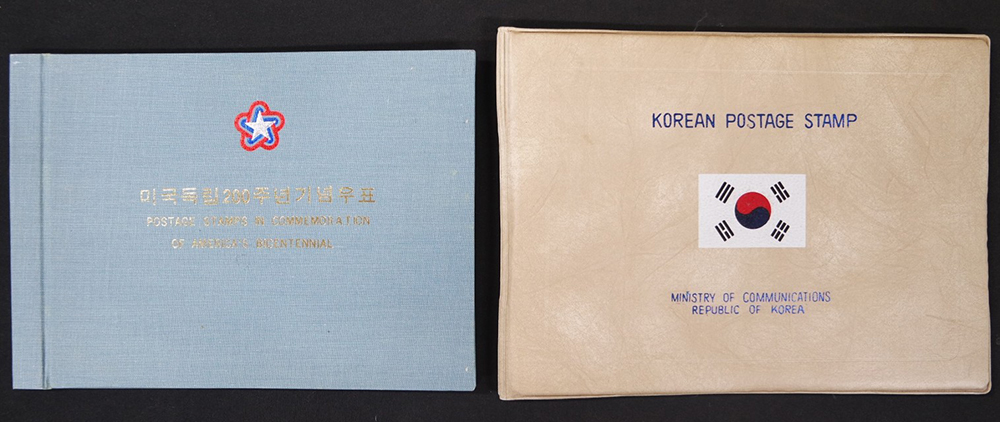 미국독립200주년기념우표
POSTAGE STAMPS IN COMMEMORATION
OF AMERICA'S BICENTENNIAL
KOREAN POSTAGE STAMP
MINISTRY OF COMMUNICATIONS
REPUBLIC OF KOREA